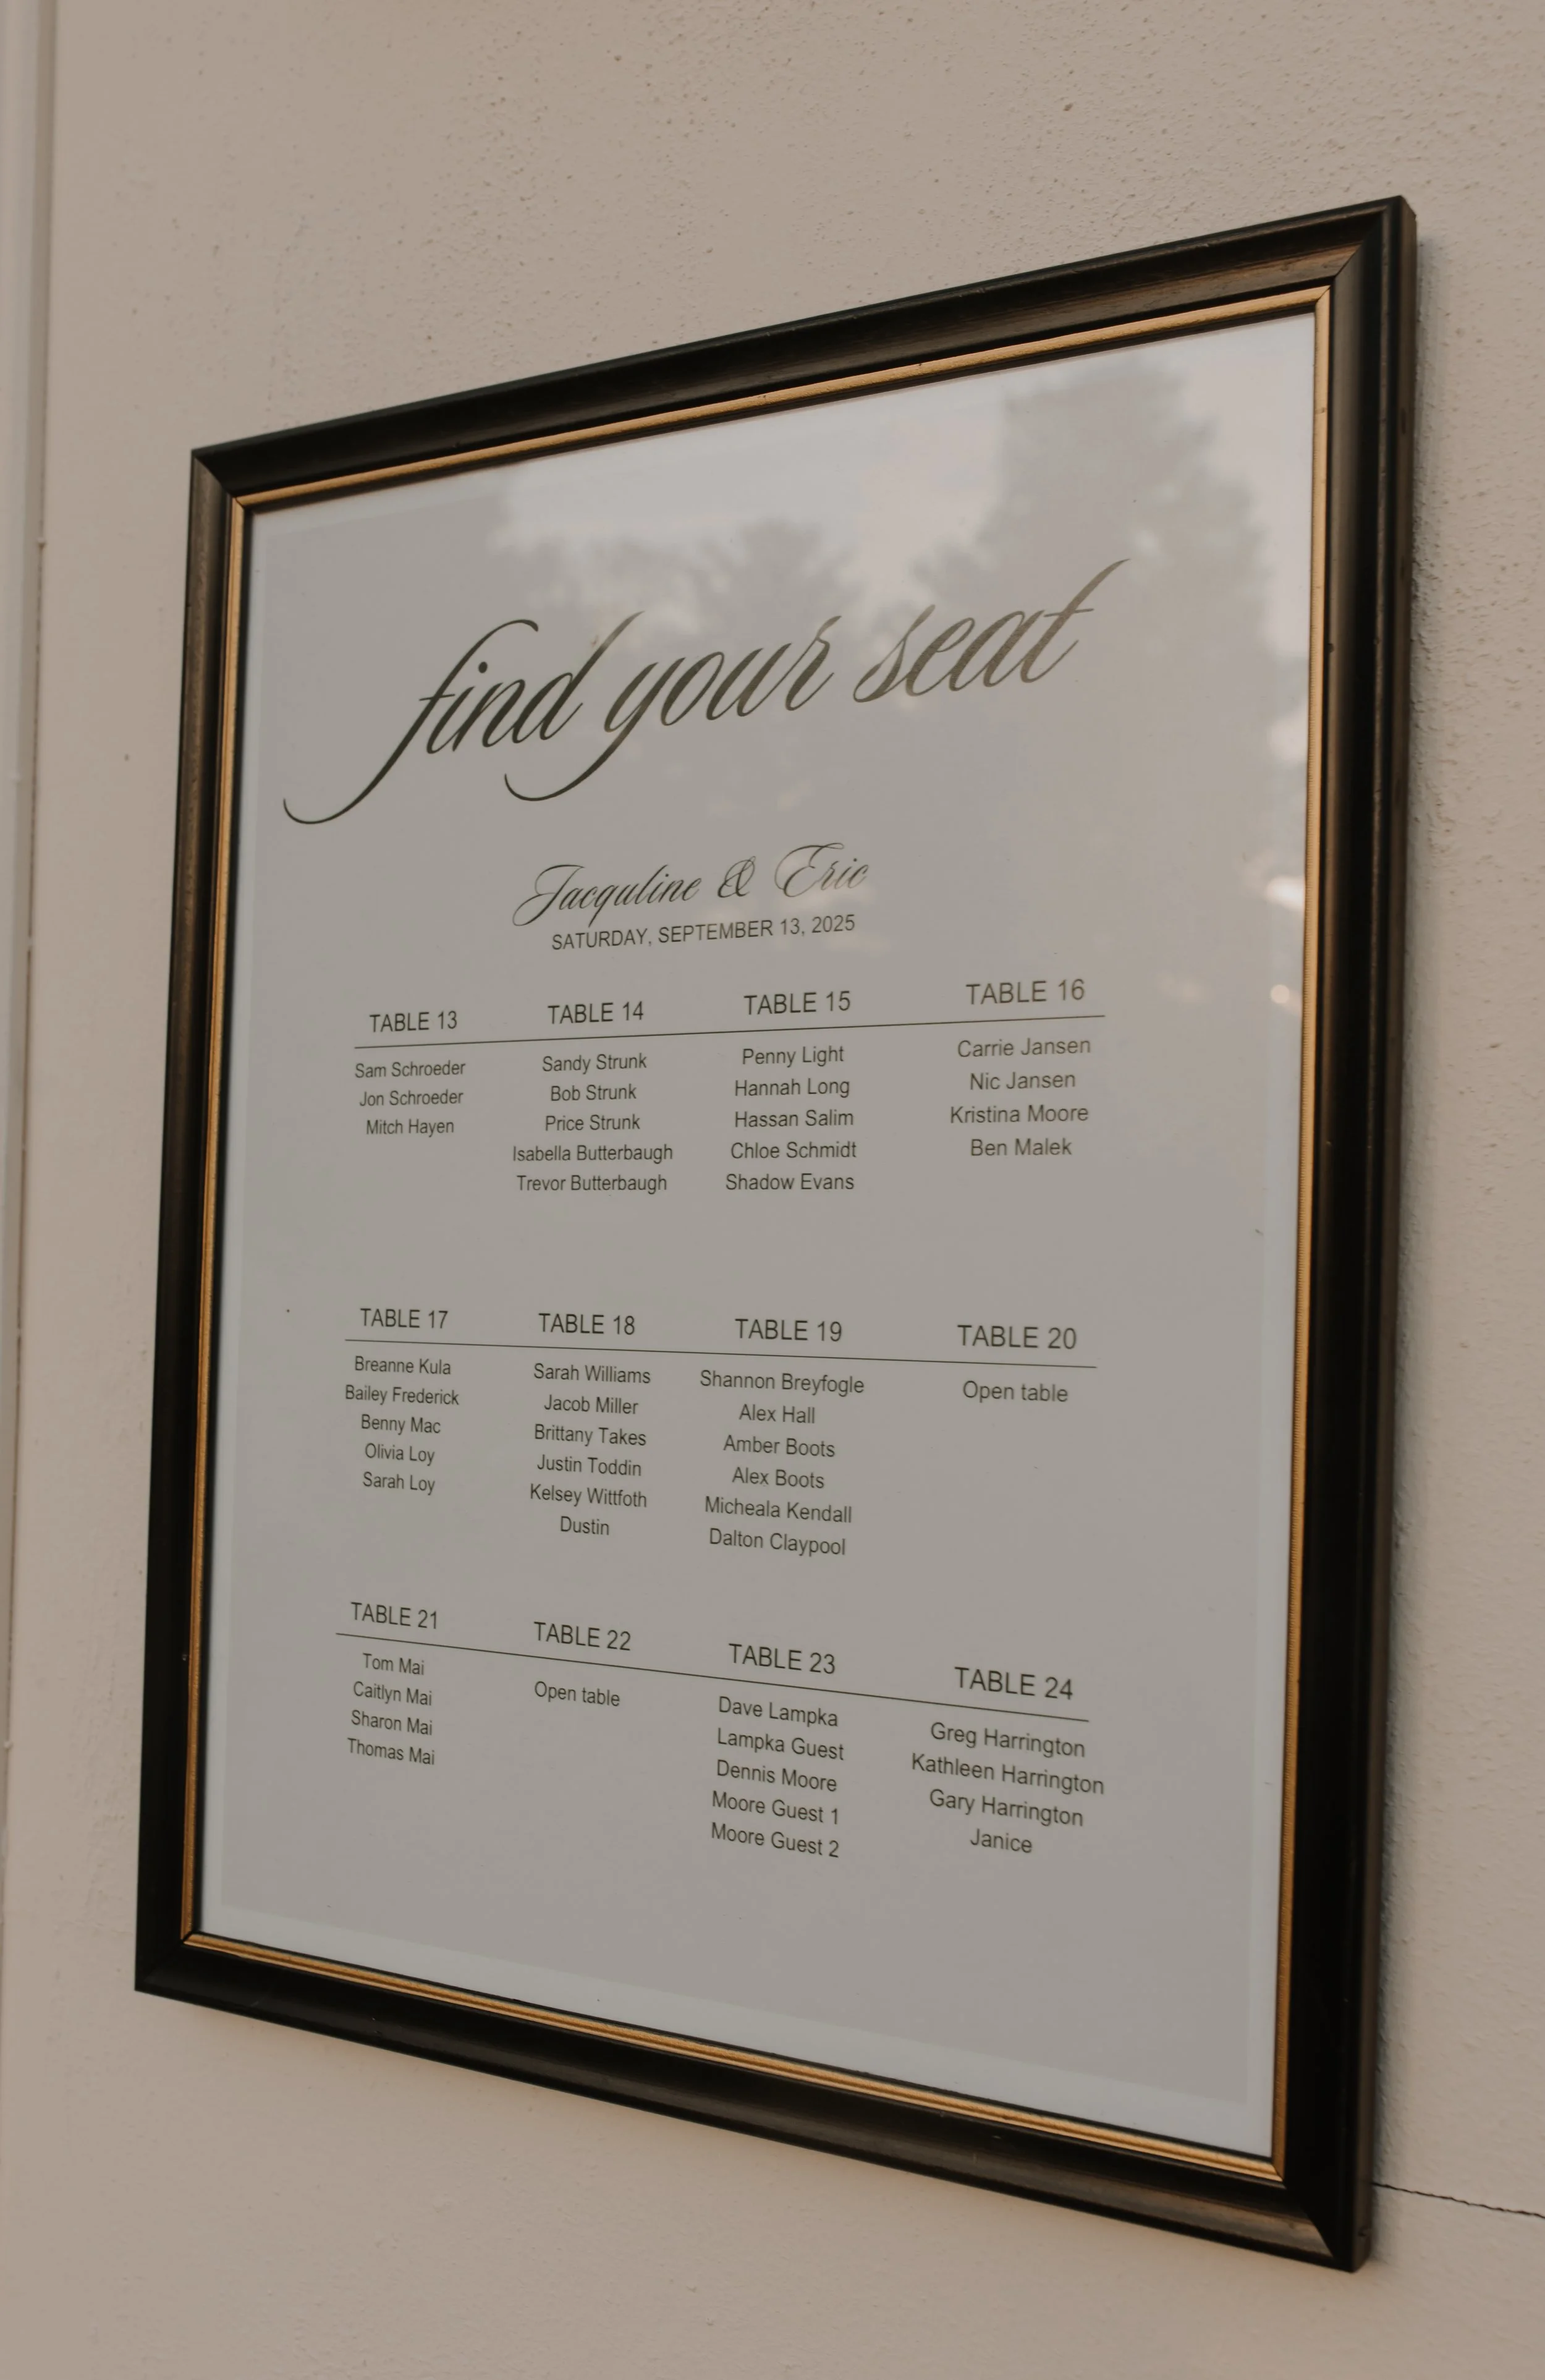 find your seat
Jacquline & Eric
SATURDAY, SEPTEMBER 13, 2025
TABLE 13
Sam Schroeder
Jon Schroeder
Mitch Hayen
TABLE 14
Sandy Strunk
Bob Strunk
Price Strunk
Isabella Butterbaugh
Trevor Butterbaugh
TABLE 15
Penny Light
Hannah Long
Hassan Salim
Chloe Schmidt
Shadow Evans
TABLE 16
Carrie Jansen
Nic Jansen
Kristina Moore
Ben Malek
TABLE 17
Breanne Kula
Bailey Frederick
Benny Mac
Olivia Loy
Sarah Loy
TABLE 18
Sarah Williams
Jacob Miller
Brittany Takes
Justin Toddin
Kelsey Wittfoth
Dustin
TABLE 19
Shannon Breyfogle
Alex Hall
Amber Boots
Alex Boots
Micheala Kendall
Dalton Claypool
TABLE 20
Open table
TABLE 21
Tom Mai
Caitlyn Mai
Sharon Mai
Thomas Mai
TABLE 22
Open table
TABLE 23
Dave Lampka
Lampka Guest
Dennis Moore
Moore Guest 1
Moore Guest 2
TABLE 24
Greg Harrington
Kathleen Harrington
Gary Harrington
Janice